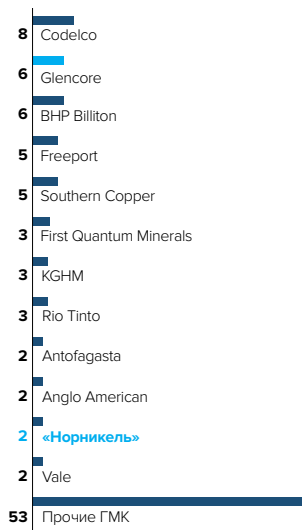 8 Codelco
6 Glencore
6 BHP Billiton
5 Freeport
5 Southern Copper
3 First Quantum Minerals
3 KGHM
3 Rio Tinto
2 Antofagasta
2 Anglo American
2 «Норникель»
2 Vale
53 Прочие ГМК